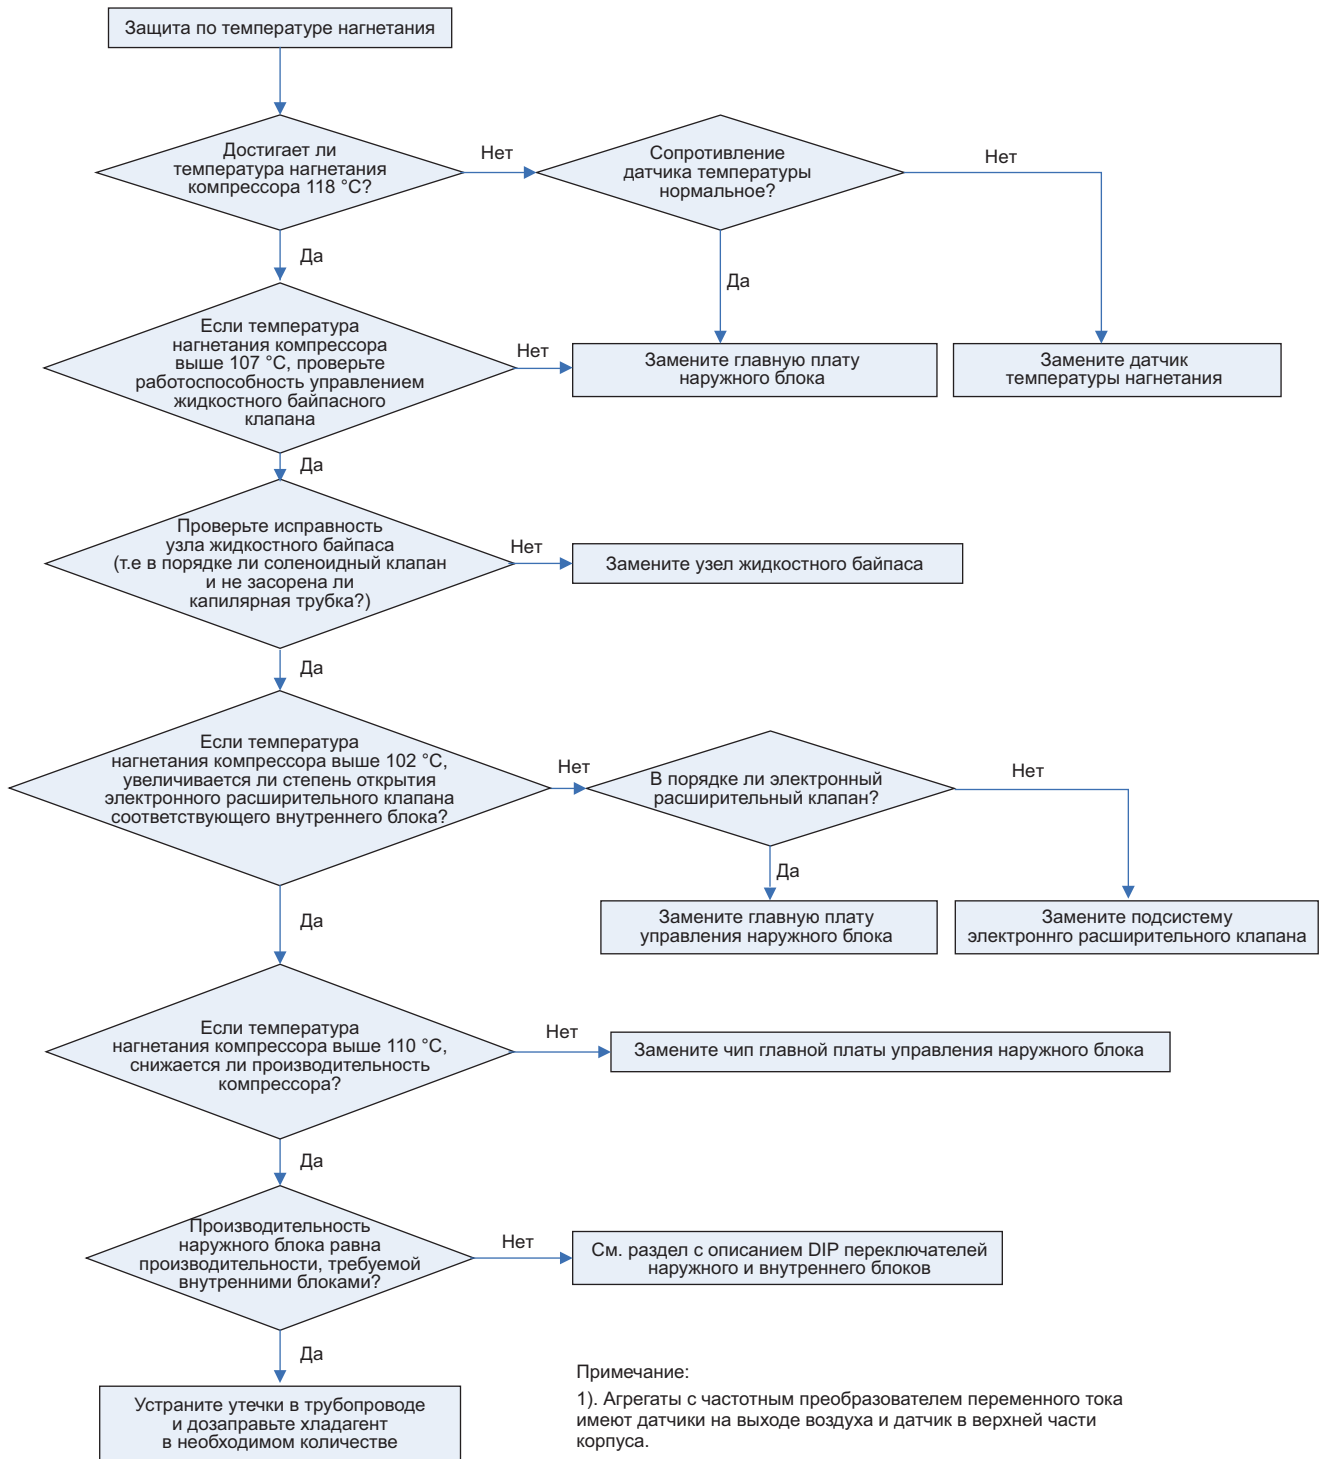 Защита по температуре нагнетания
Достигает ли
температура нагнетания
компрессора 118 °C?
Нет
Сопротивление
датчика температуры
нормальное?
Нет
Да
Да
Если температура
нагнетания компрессора
выше 107 °C, проверьте
работоспособность управлением
жидкостного байпасного
клапана
Нет
Замените главную плату
наружного блока
Замените датчик
температуры нагнетания
Да
Проверьте исправность
узла жидкостного байпаса
(т.е в порядке ли соленоидный клапан
и не засорена ли
капилярная трубка?)
Нет
Замените узел жидкостного байпаса
Да
Если температура
нагнетания компрессора выше 102 °C,
увеличивается ли степень открытия
электронного расширительного клапана
соответствующего внутреннего блока?
Нет
В порядке ли электронный
расширительный клапан?
Нет
Да
Да
Замените главную плату
управления наружного блока
Замените подсистему
электроннго расширительного клапана
Если температура
нагнетания компрессора выше 110 °C,
снижается ли производительность
компрессора?
Нет
Замените чип главной платы управления наружного блока
Да
Производительность
наружного блока равна
производительности, требуемой
внутренними блоками?
Нет
См. раздел с описанием DIP переключателей
наружного и внутреннего блоков
Да
Устраните утечки в трубопроводе
и дозаправьте хладагент
в необходимом количестве
Примечание:
1). Агрегаты с частотным преобразователем переменного тока
имеют датчики на выходе воздуха и датчик в верхней части
корпуса.